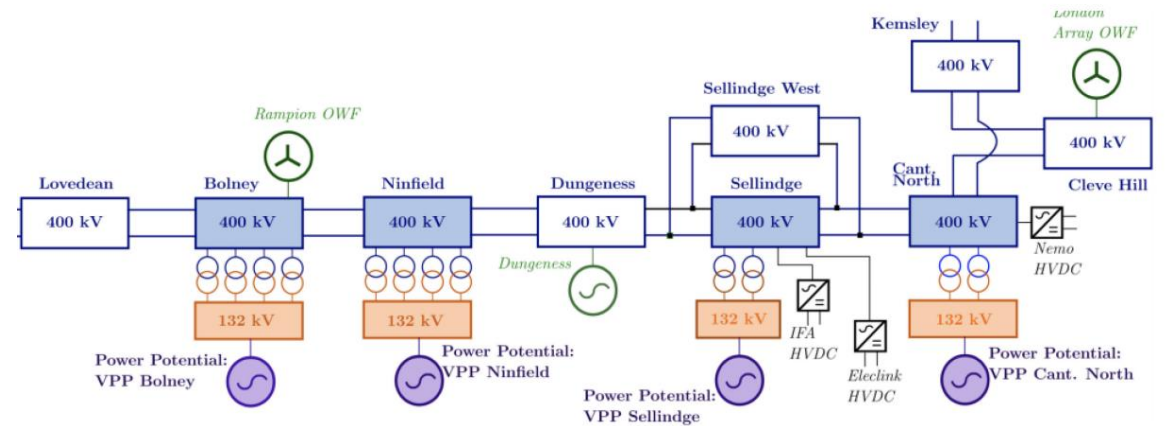 Kemsley
London
Array OWF
400 kV
Sellindge West
400 kV
Rampion OWF
400 kV
Cleve Hill
Lovedean
Bolney
Ninfield
Dungeness
Sellindge
Cant.
North
400 kV
400 kV
400 kV
400 kV
400 kV
400 kV
Nemo
HVDC
Dungeness
132 kV
132 kV
132 kV
132 kV
IFA
HVDC
Eleclink
HVDC
Power Potential:
VPP Bolney
Power Potential:
VPP Ninfield
Power Potential:
VPP Sellindge
Power Potential:
VPP Cant. North